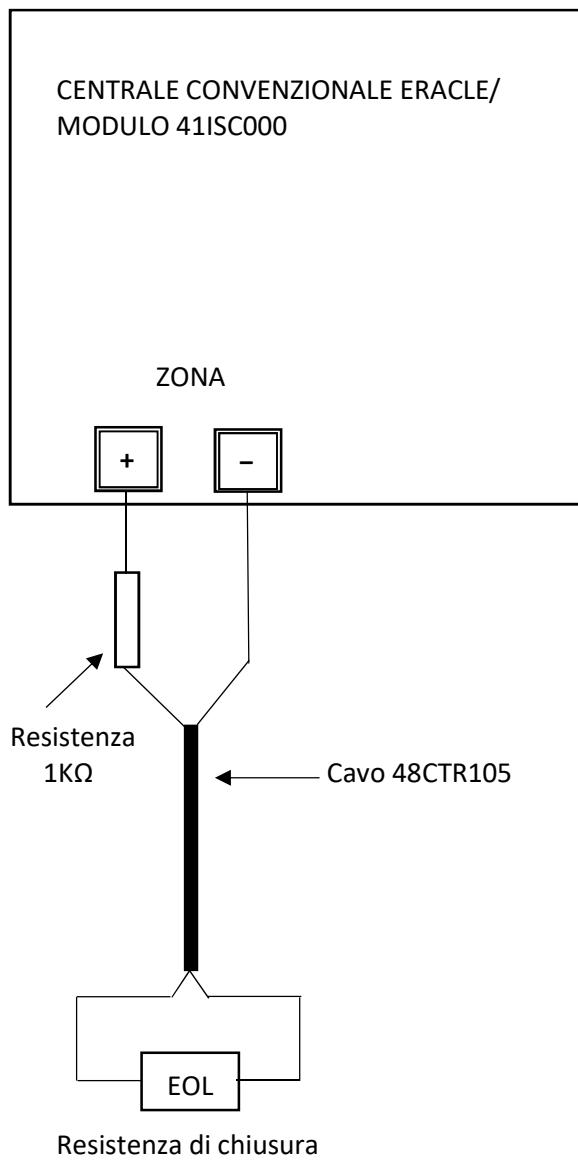 CENTRALE CONVENZIONALE ERACLE/
MODULO 41ISC000
ZONA
+
–
Resistenza
1KΩ
Cavo 48CTR105
EOL
Resistenza di chiusura